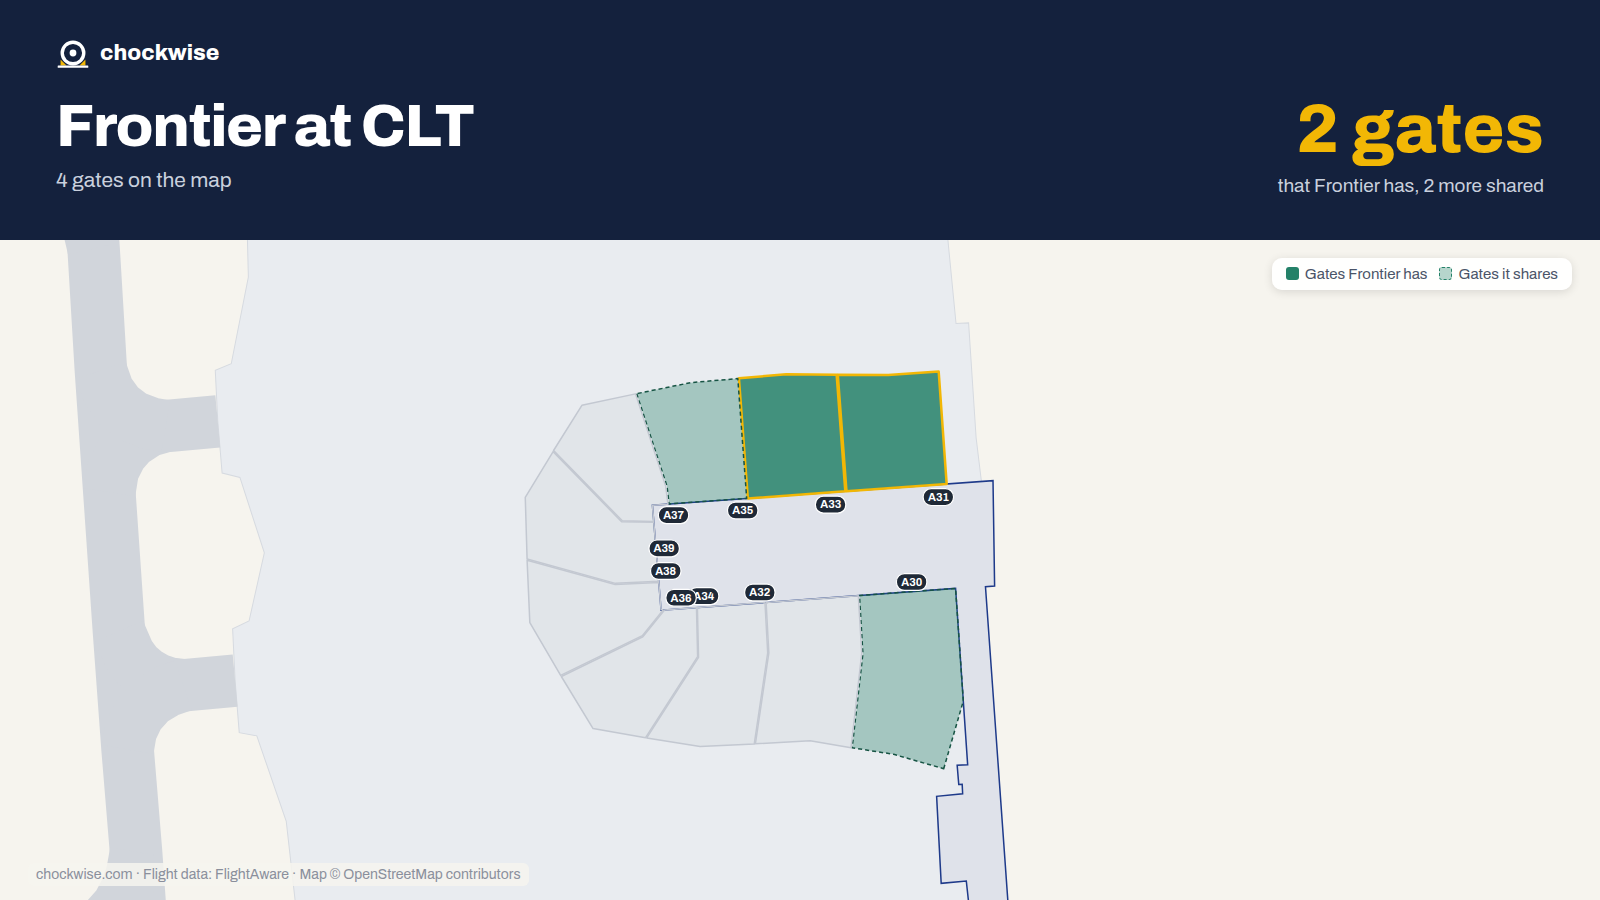 chockwise
Frontier at CLT
4 gates on the map
2 gates
that Frontier has, 2 more shared
Gates Frontier has
Gates it shares
A31
A33
A35
A37
A39
A38
A36
A34
A32
A30
chockwise.com · Flight data: FlightAware · Map © OpenStreetMap contributors